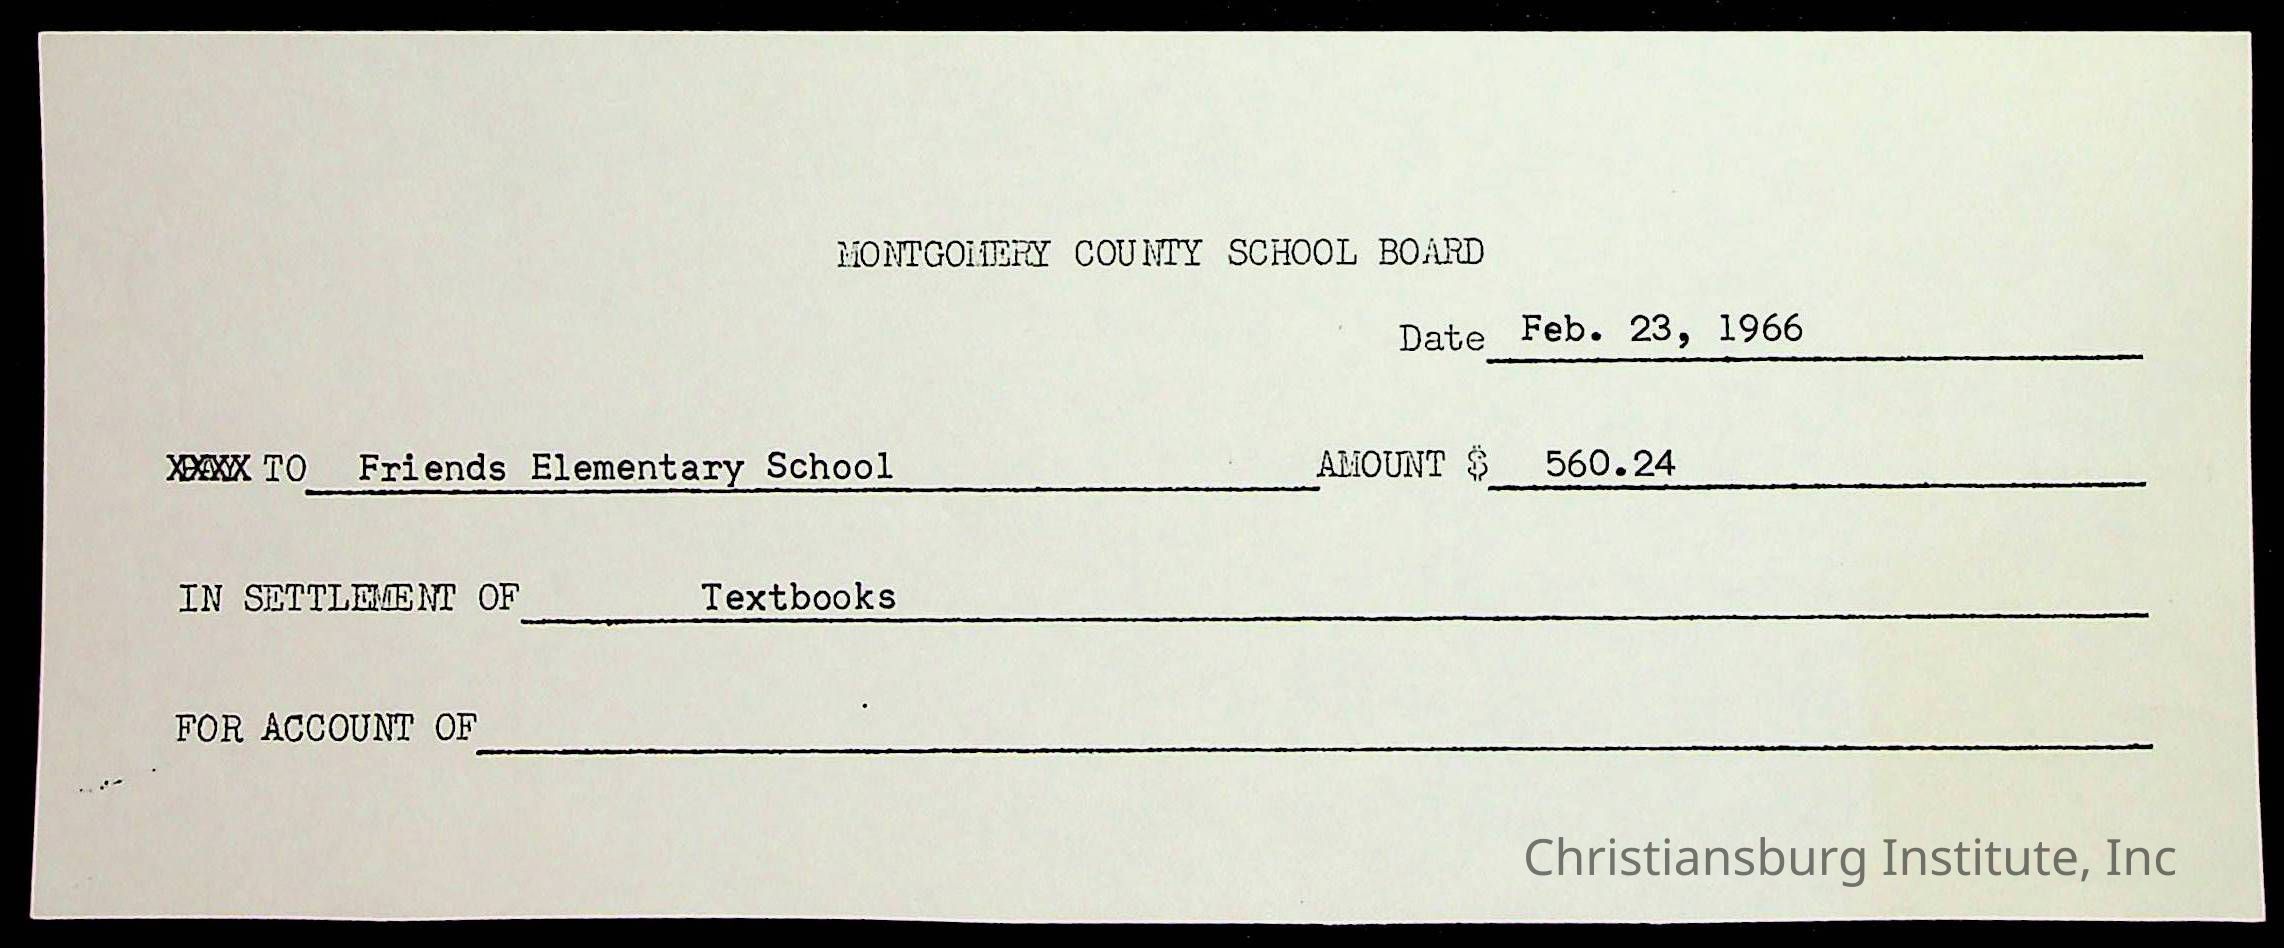 MONTGOMERY COUNTY SCHOOL BOARD
Date Feb. 23, 1966
TO Friends Elementary School AMOUNT $ 560.24
IN SETTLEMENT OF Textbooks
FOR ACCOUNT OF
Christiansburg Institute, Inc